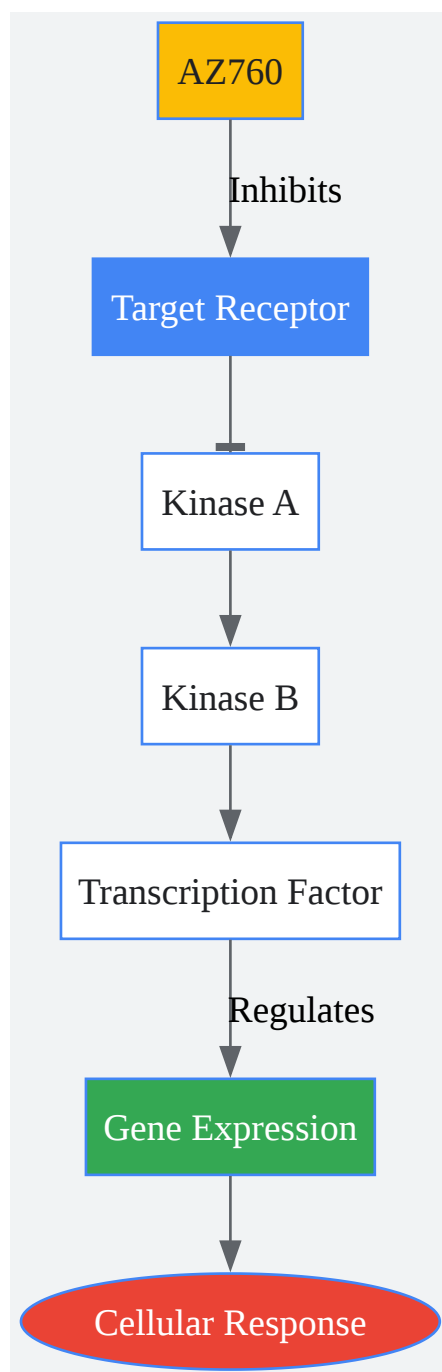 AZ760
Inhibits
Target Receptor
Kinase A
Kinase B
Transcription Factor
Regulates
Gene Expression
Cellular Response